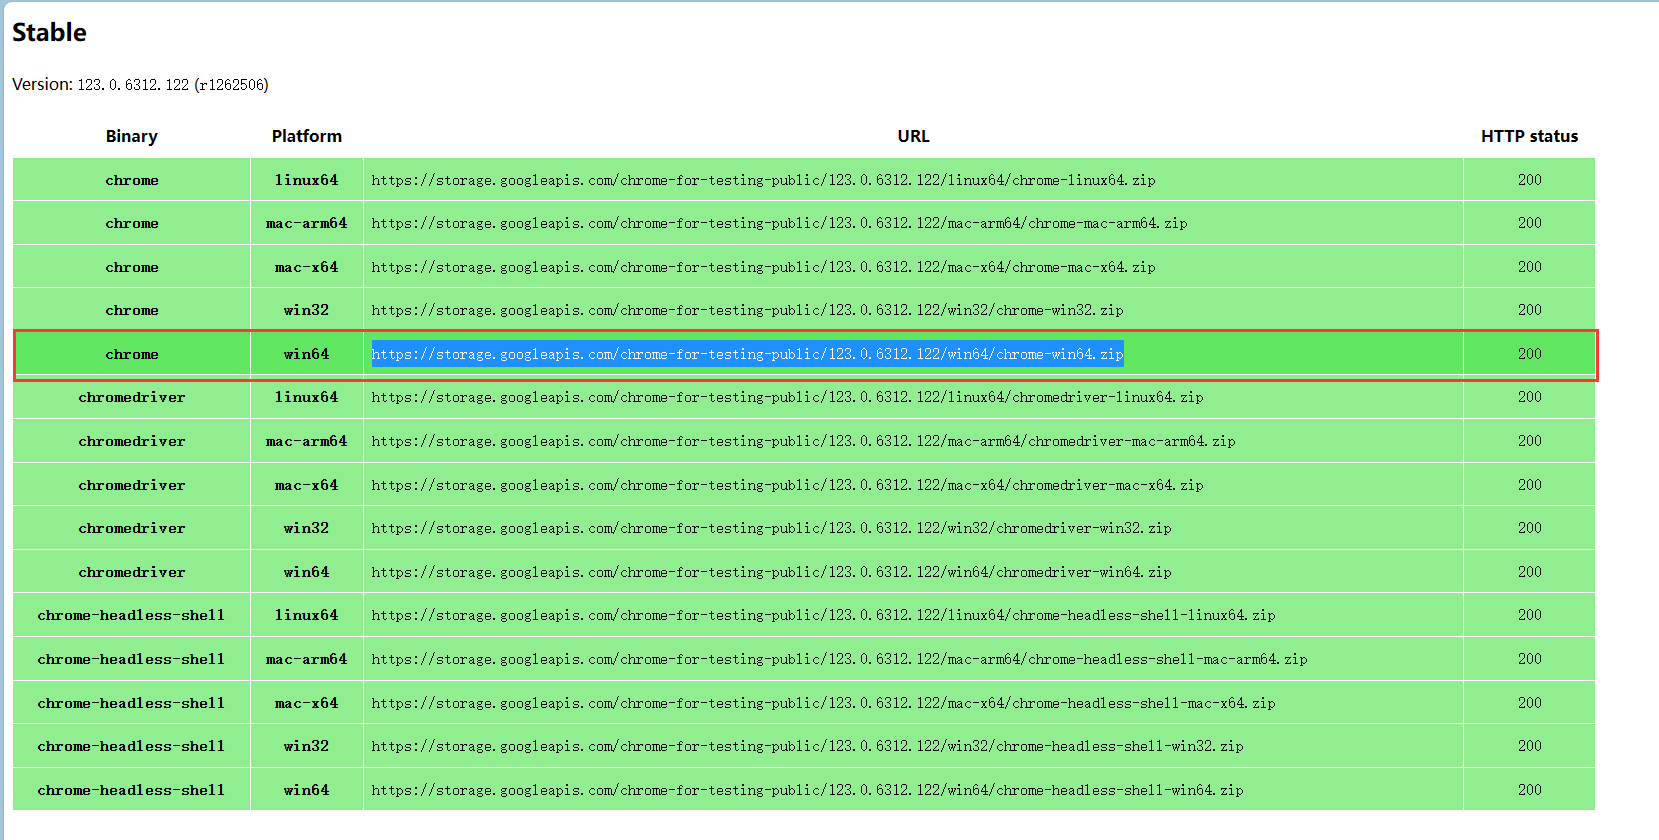 Stable
Version: 123.0.6312.122 (r1262506)
Binary Platform URL HTTP status
chrome linux64 https://storage.googleapis.com/chrome-for-testing-public/123.0.6312.122/linux64/chrome-linux64.zip 200
chrome mac-arm64 https://storage.googleapis.com/chrome-for-testing-public/123.0.6312.122/mac-arm64/chrome-mac-arm64.zip 200
chrome mac-x64 https://storage.googleapis.com/chrome-for-testing-public/123.0.6312.122/mac-x64/chrome-mac-x64.zip 200
chrome win32 https://storage.googleapis.com/chrome-for-testing-public/123.0.6312.122/win32/chrome-win32.zip 200
chrome win64 https://storage.googleapis.com/chrome-for-testing-public/123.0.6312.122/win64/chrome-win64.zip 200
chromedriver linux64 https://storage.googleapis.com/chrome-for-testing-public/123.0.6312.122/linux64/chromedriver-linux64.zip 200
chromedriver mac-arm64 https://storage.googleapis.com/chrome-for-testing-public/123.0.6312.122/mac-arm64/chromedriver-mac-arm64.zip 200
chromedriver mac-x64 https://storage.googleapis.com/chrome-for-testing-public/123.0.6312.122/mac-x64/chromedriver-mac-x64.zip 200
chromedriver win32 https://storage.googleapis.com/chrome-for-testing-public/123.0.6312.122/win32/chromedriver-win32.zip 200
chromedriver win64 https://storage.googleapis.com/chrome-for-testing-public/123.0.6312.122/win64/chromedriver-win64.zip 200
chrome-headless-shell linux64 https://storage.googleapis.com/chrome-for-testing-public/123.0.6312.122/linux64/chrome-headless-shell-linux64.zip 200
chrome-headless-shell mac-arm64 https://storage.googleapis.com/chrome-for-testing-public/123.0.6312.122/mac-arm64/chrome-headless-shell-mac-arm64.zip 200
chrome-headless-shell mac-x64 https://storage.googleapis.com/chrome-for-testing-public/123.0.6312.122/mac-x64/chrome-headless-shell-mac-x64.zip 200
chrome-headless-shell win32 https://storage.googleapis.com/chrome-for-testing-public/123.0.6312.122/win32/chrome-headless-shell-win32.zip 200
chrome-headless-shell win64 https://storage.googleapis.com/chrome-for-testing-public/123.0.6312.122/win64/chrome-headless-shell-win64.zip 200